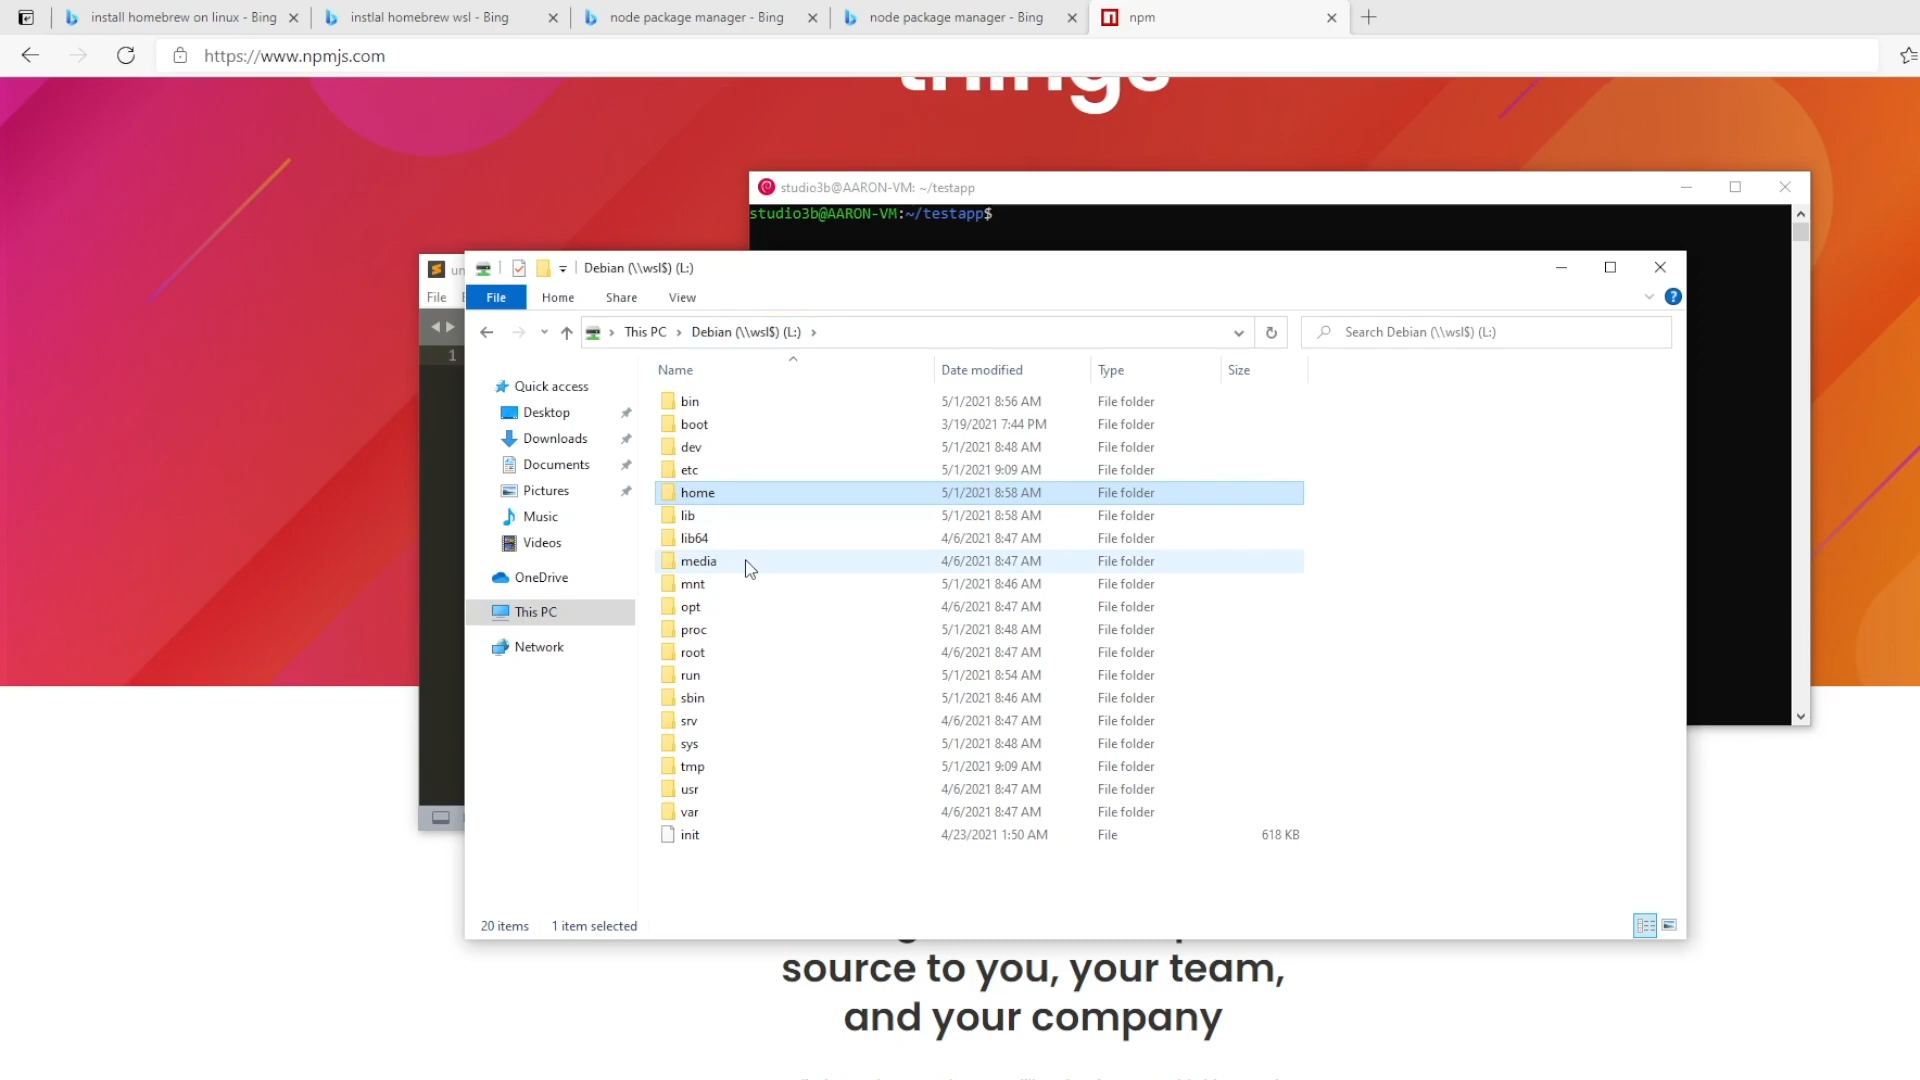 install homebrew on linux - Bing
instlal homebrew wsl - Bing
node package manager - Bing
node package manager - Bing
npm
https://www.npmjs.com
things
studio3b@AARON-VM: ~/testapp
studio3b@AARON-VM:~/testapp$
un
File
1
Debian (\\wsl$) (L:)
File Home Share View
This PC > Debian (\\wsl$) (L:) >
Search Debian (\\wsl$) (L:)
Quick access
Desktop
Downloads
Documents
Pictures
Music
Videos
OneDrive
This PC
Network
Name Date modified Type Size
bin 5/1/2021 8:56 AM File folder
boot 3/19/2021 7:44 PM File folder
dev 5/1/2021 8:48 AM File folder
etc 5/1/2021 9:09 AM File folder
home 5/1/2021 8:58 AM File folder
lib 5/1/2021 8:58 AM File folder
lib64 4/6/2021 8:47 AM File folder
media 4/6/2021 8:47 AM File folder
mnt 5/1/2021 8:46 AM File folder
opt 4/6/2021 8:47 AM File folder
proc 5/1/2021 8:48 AM File folder
root 4/6/2021 8:47 AM File folder
run 5/1/2021 8:54 AM File folder
sbin 5/1/2021 8:46 AM File folder
srv 4/6/2021 8:47 AM File folder
sys 5/1/2021 8:48 AM File folder
tmp 5/1/2021 9:09 AM File folder
usr 4/6/2021 8:47 AM File folder
var 4/6/2021 8:47 AM File folder
init 4/23/2021 1:50 AM File 618 KB
20 items 1 item selected
source to you, your team,
and your company